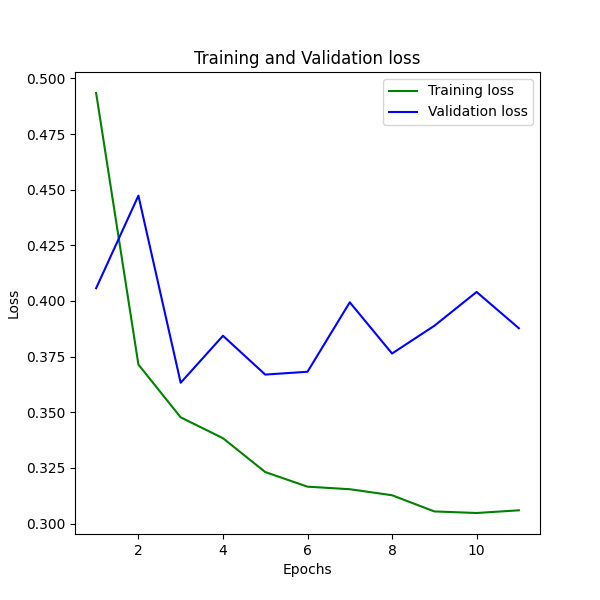 Training and Validation loss
Training loss
Validation loss
0.500
0.475
0.450
0.425
0.400
0.375
0.350
0.325
0.300
Loss
2 4 6 8 10
Epochs